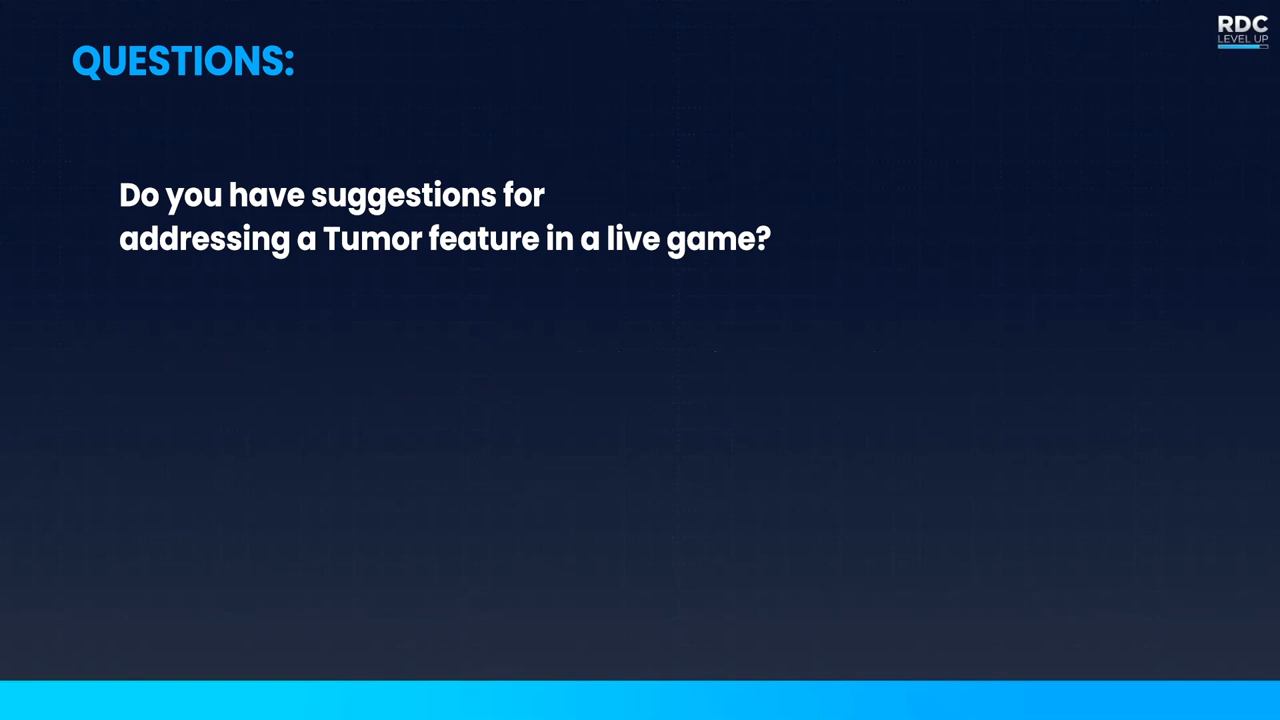 RDC
LEVEL UP
QUESTIONS:
Do you have suggestions for
addressing a Tumor feature in a live game?